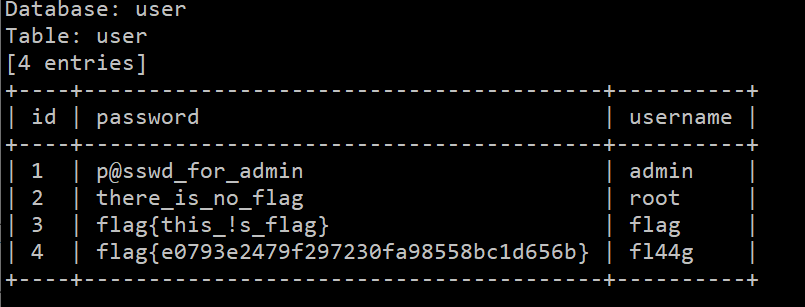 Database: user
Table: user
[4 entries]
+----+----------------------------------------+----------+
| id | password                               | username |
+----+----------------------------------------+----------+
| 1  | p@sswd_for_admin                       | admin    |
| 2  | there_is_no_flag                       | root     |
| 3  | flag{this_!s_flag}                     | flag     |
| 4  | flag{e0793e2479f297230fa98558bc1d656b} | fl44g    |
+----+----------------------------------------+----------+